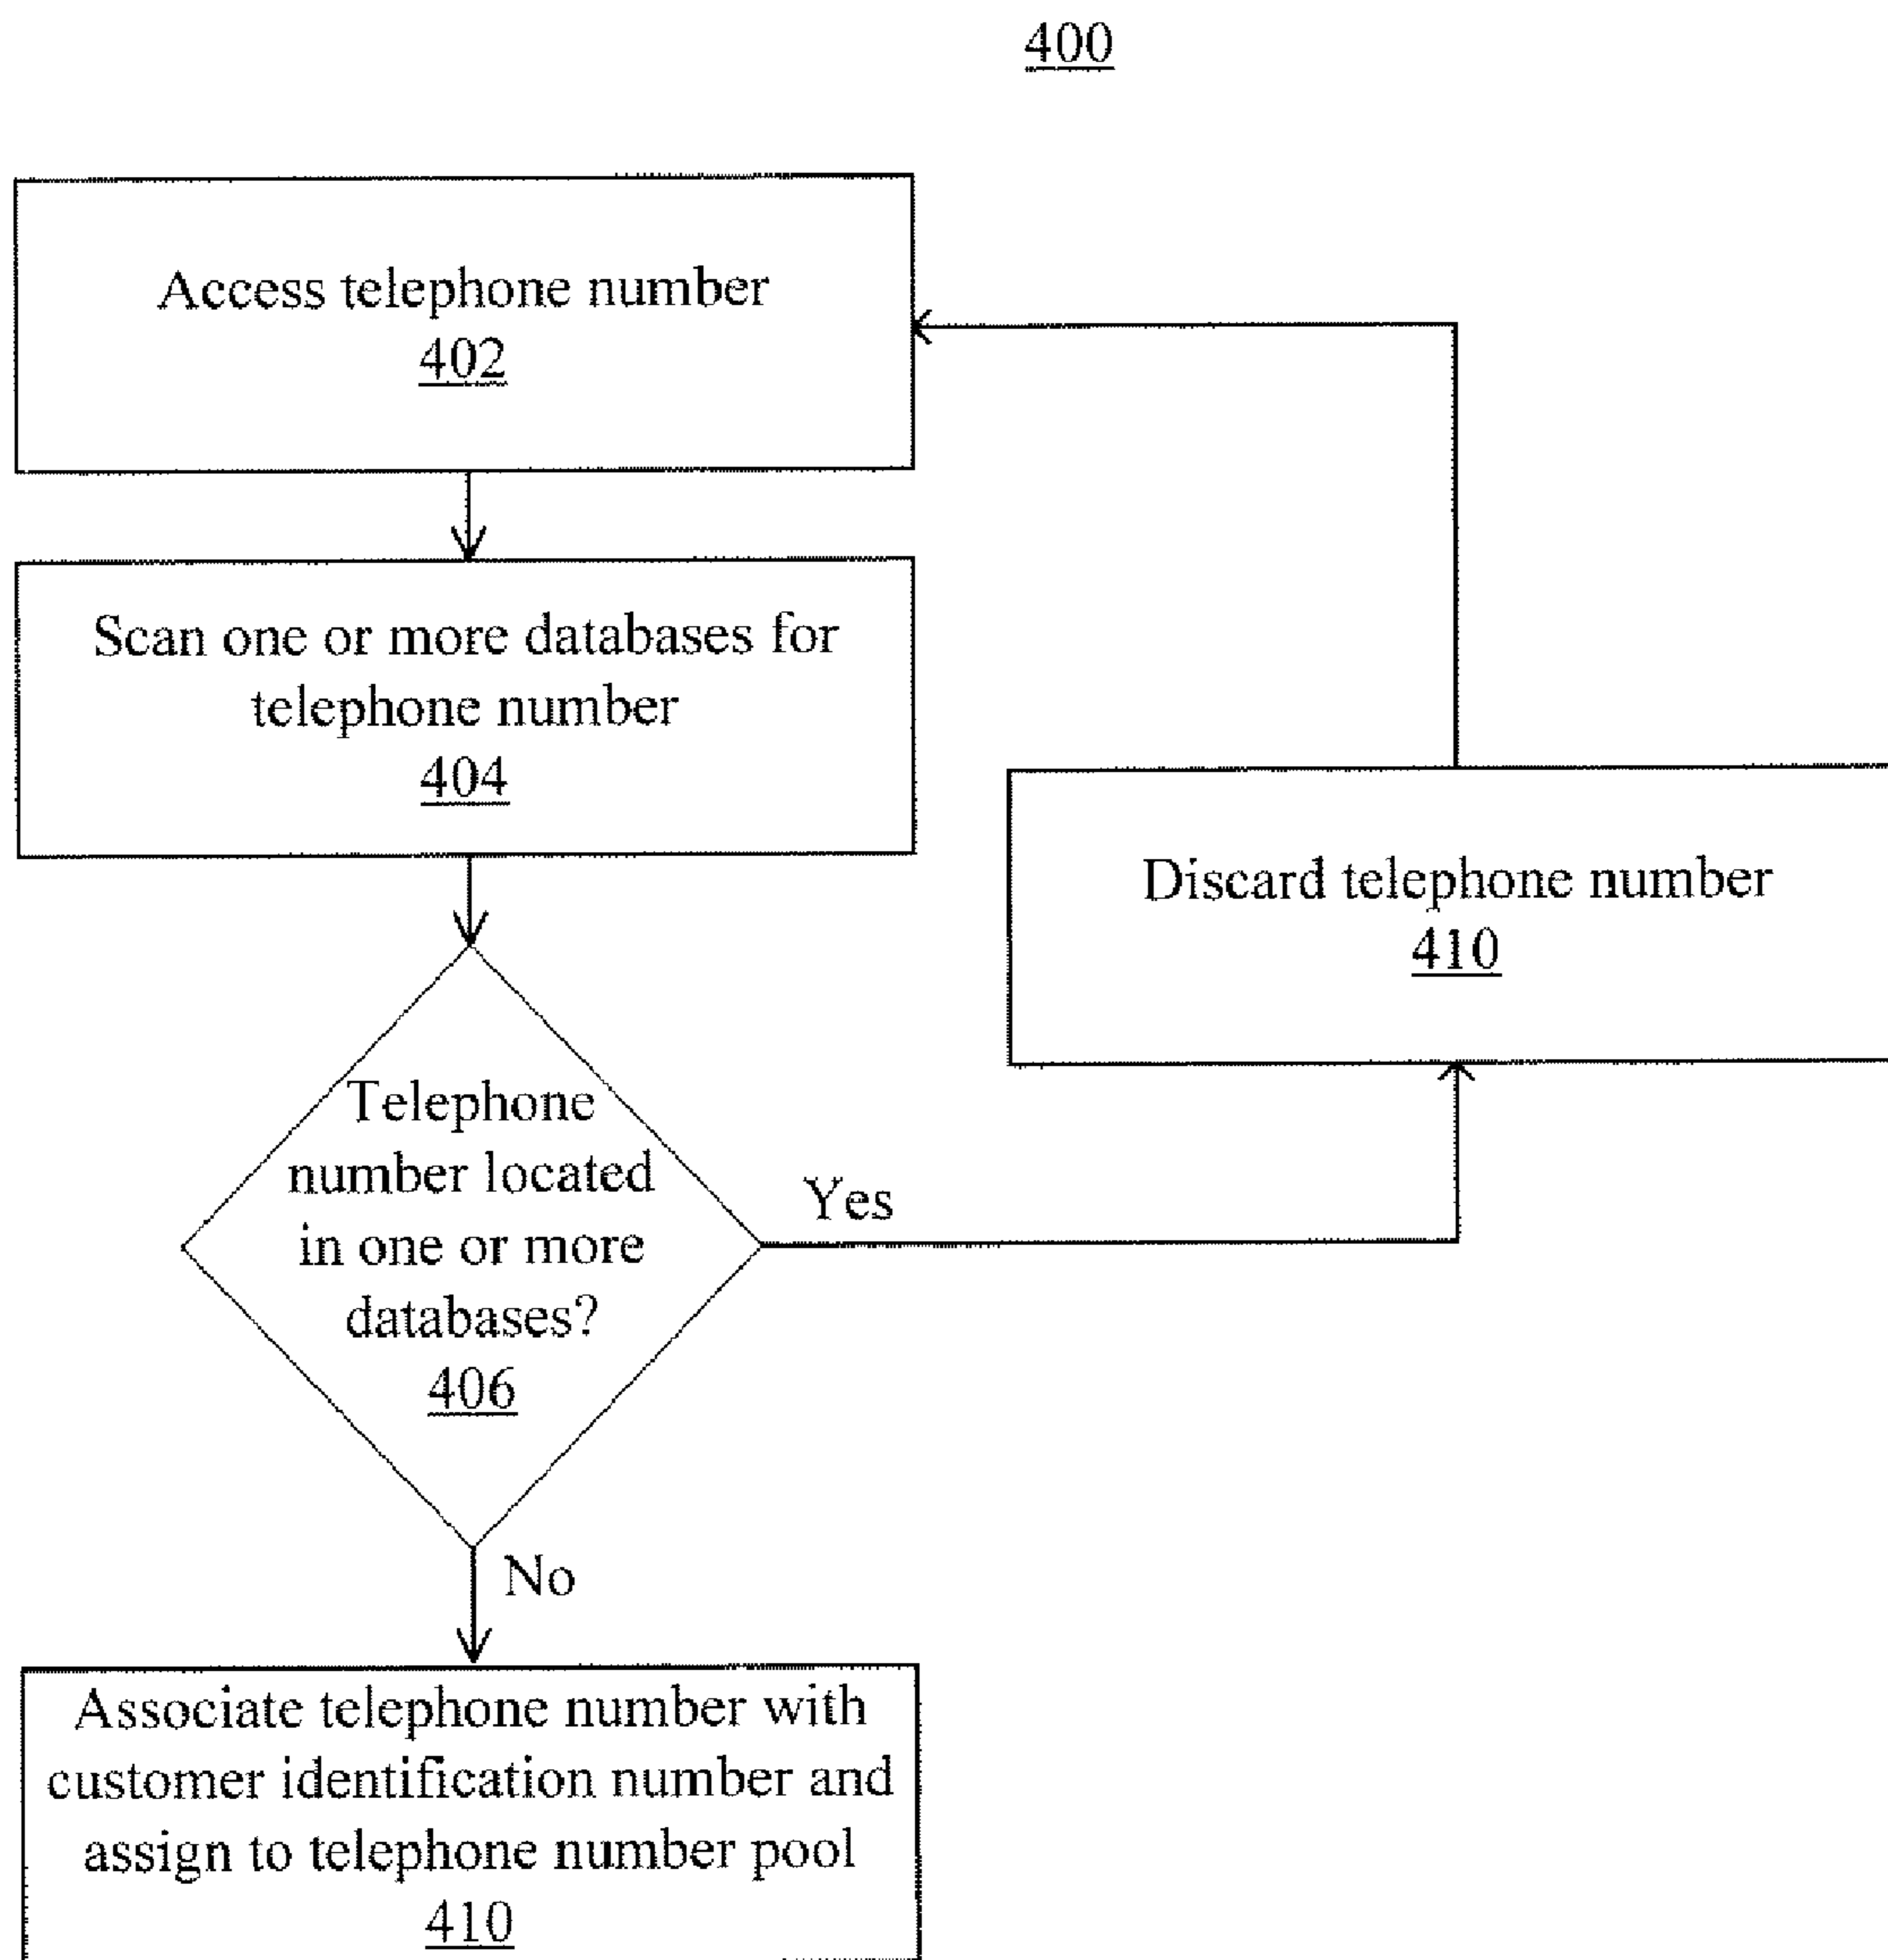 400
Access telephone number
402
Scan one or more databases for
telephone number
404
Discard telephone number
410
Telephone
number located
in one or more
databases?
406
Yes
No
Associate telephone number with
customer identification number and
assign to telephone number pool
410